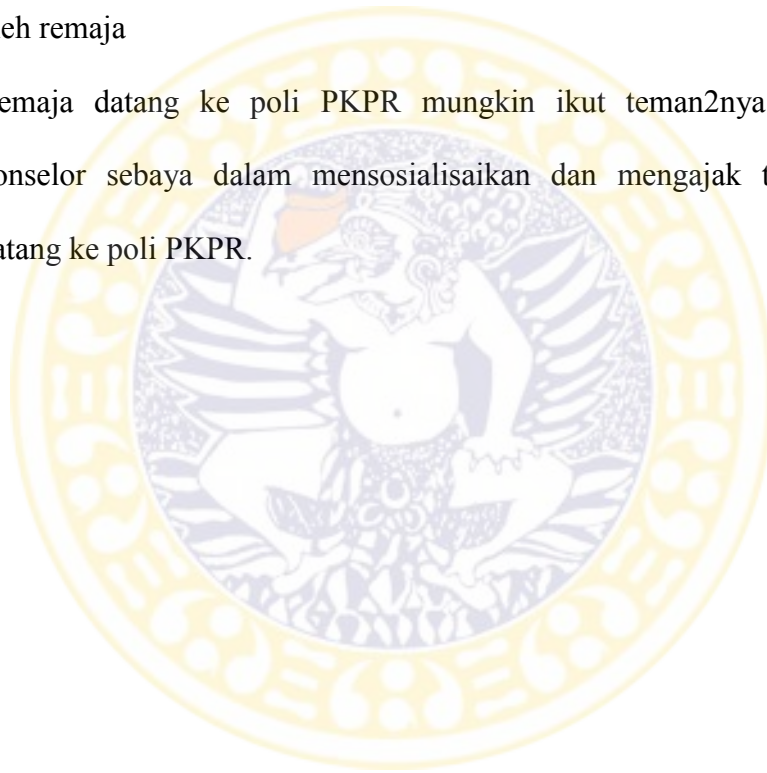 eh remaja
emaja datang ke poli PKPR mungkin ikut teman2nya
onselor sebaya dalam mensosialisaikan dan mengajak t
atang ke poli PKPR.